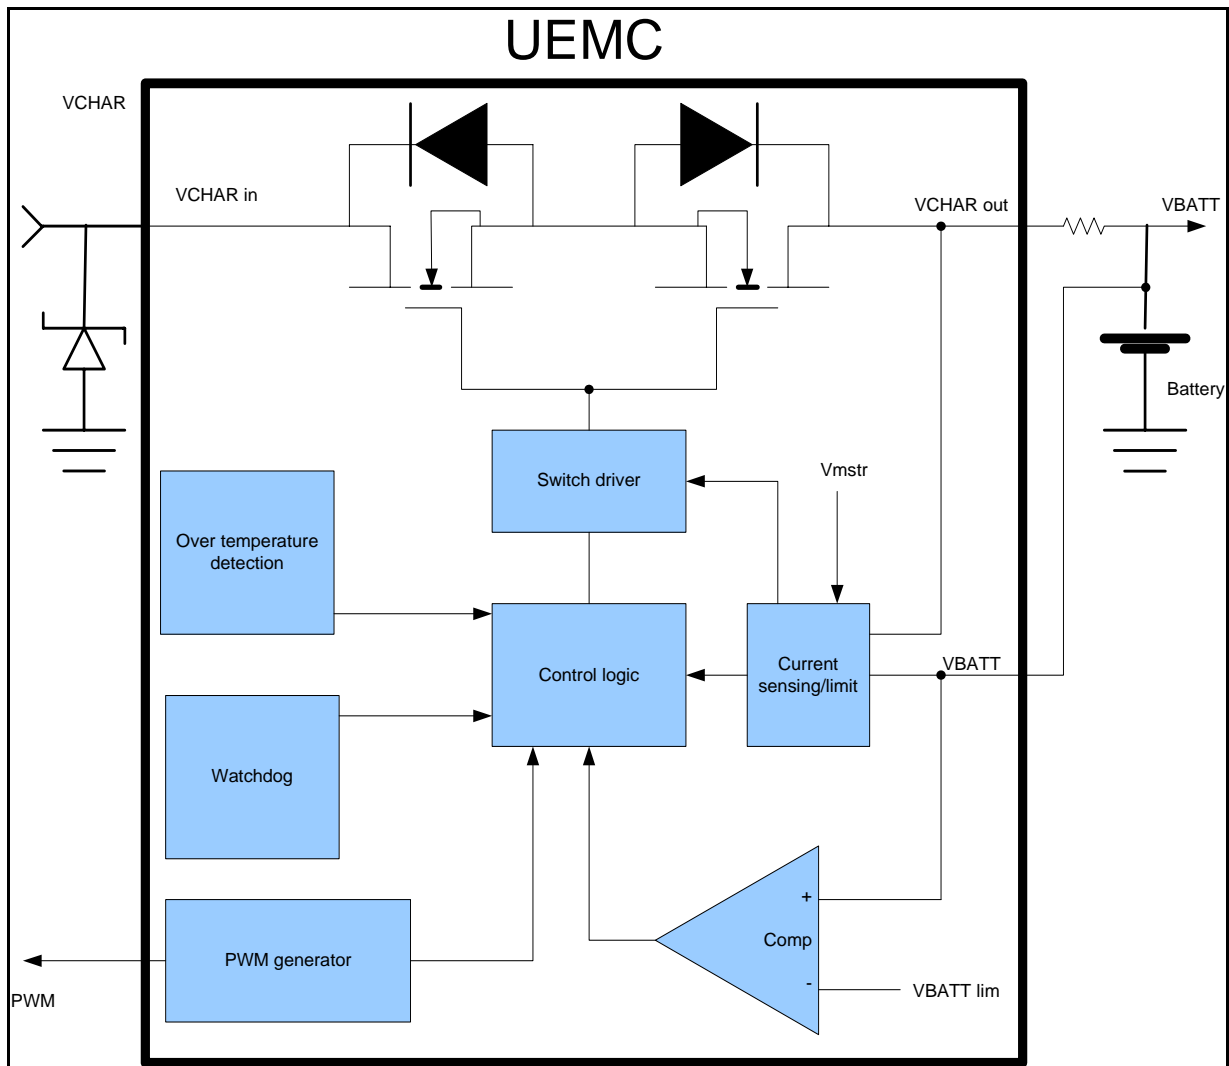 UEMC
VCHAR
VCHAR in
VCHAR out
VBATT
Battery
Switch driver
Vmstr
Over temperature
detection
Control logic
Current
sensing/limit
VBATT
Watchdog
+
Comp
-
PWM generator
VBATT lim
PWM